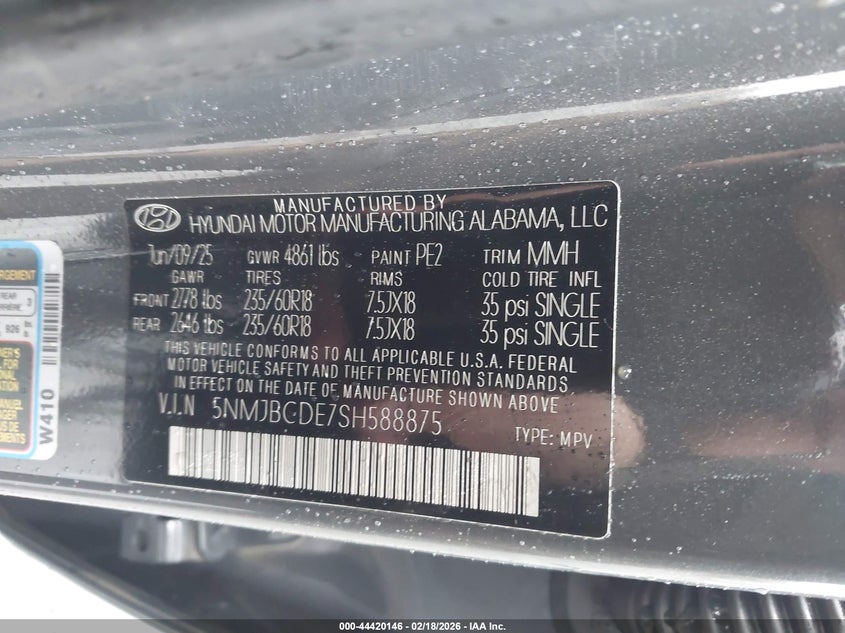 MANUFACTURED BY
HYUNDAI MOTOR MANUFACTURING ALABAMA, LLC
Jun/09/25 GVWR 4861 lbs PAINT PE2 TRIM MMH
GAWR TIRES RIMS COLD TIRE INFL
FRONT 2778 lbs 235/60R18 7.5JX18 35 psi SINGLE
REAR 2646 lbs 235/60R18 7.5JX18 35 psi SINGLE
THIS VEHICLE CONFORMS TO ALL APPLICABLE U.S.A. FEDERAL
MOTOR VEHICLE SAFETY AND THEFT PREVENTION STANDARDS
IN EFFECT ON THE DATE OF MANUFACTURE SHOWN ABOVE.
V.I.N 5NMJBCDE7SH588875
TYPE: MPV
REAR 3
926
FOR
W410
000-44420146 - 02/18/2026 - IAA Inc.